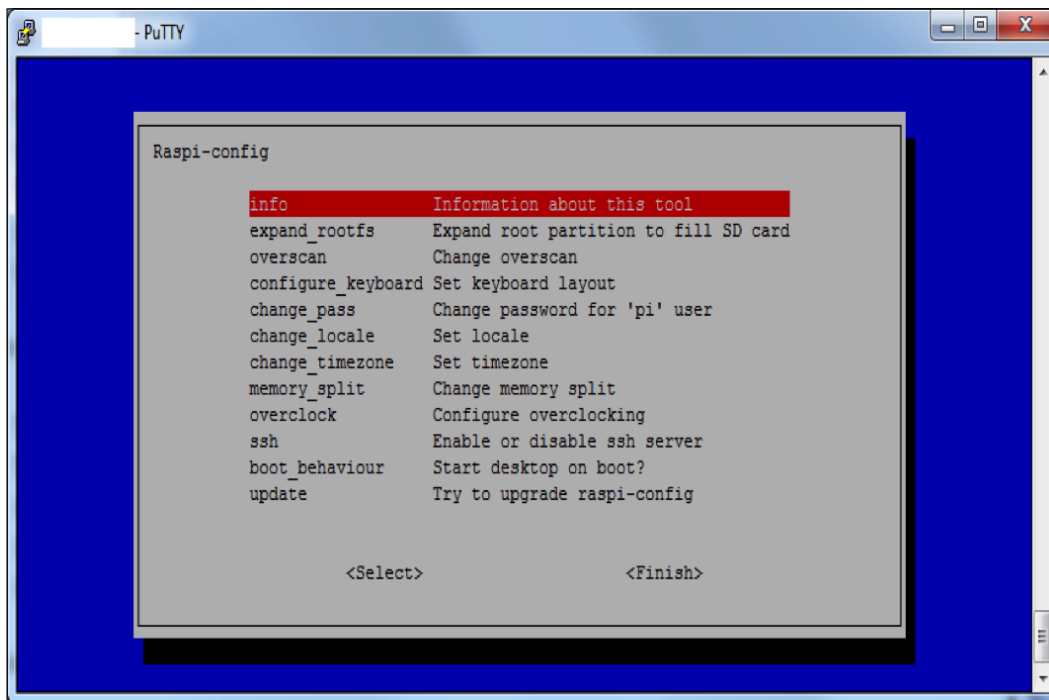 - PuTTY
Raspi-config
info Information about this tool
expand_rootfs Expand root partition to fill SD card
overscan Change overscan
configure_keyboard Set keyboard layout
change_pass Change password for 'pi' user
change_locale Set locale
change_timezone Set timezone
memory_split Change memory split
overclock Configure overclocking
ssh Enable or disable ssh server
boot_behaviour Start desktop on boot?
update Try to upgrade raspi-config
<Select> <Finish>